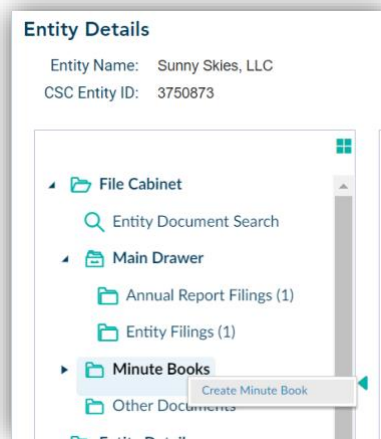 Entity Details
Entity Name: Sunny Skies, LLC
CSC Entity ID: 3750873
File Cabinet
Entity Document Search
Main Drawer
Annual Report Filings (1)
Entity Filings (1)
Minute Books
Create Minute Book
Other Documents